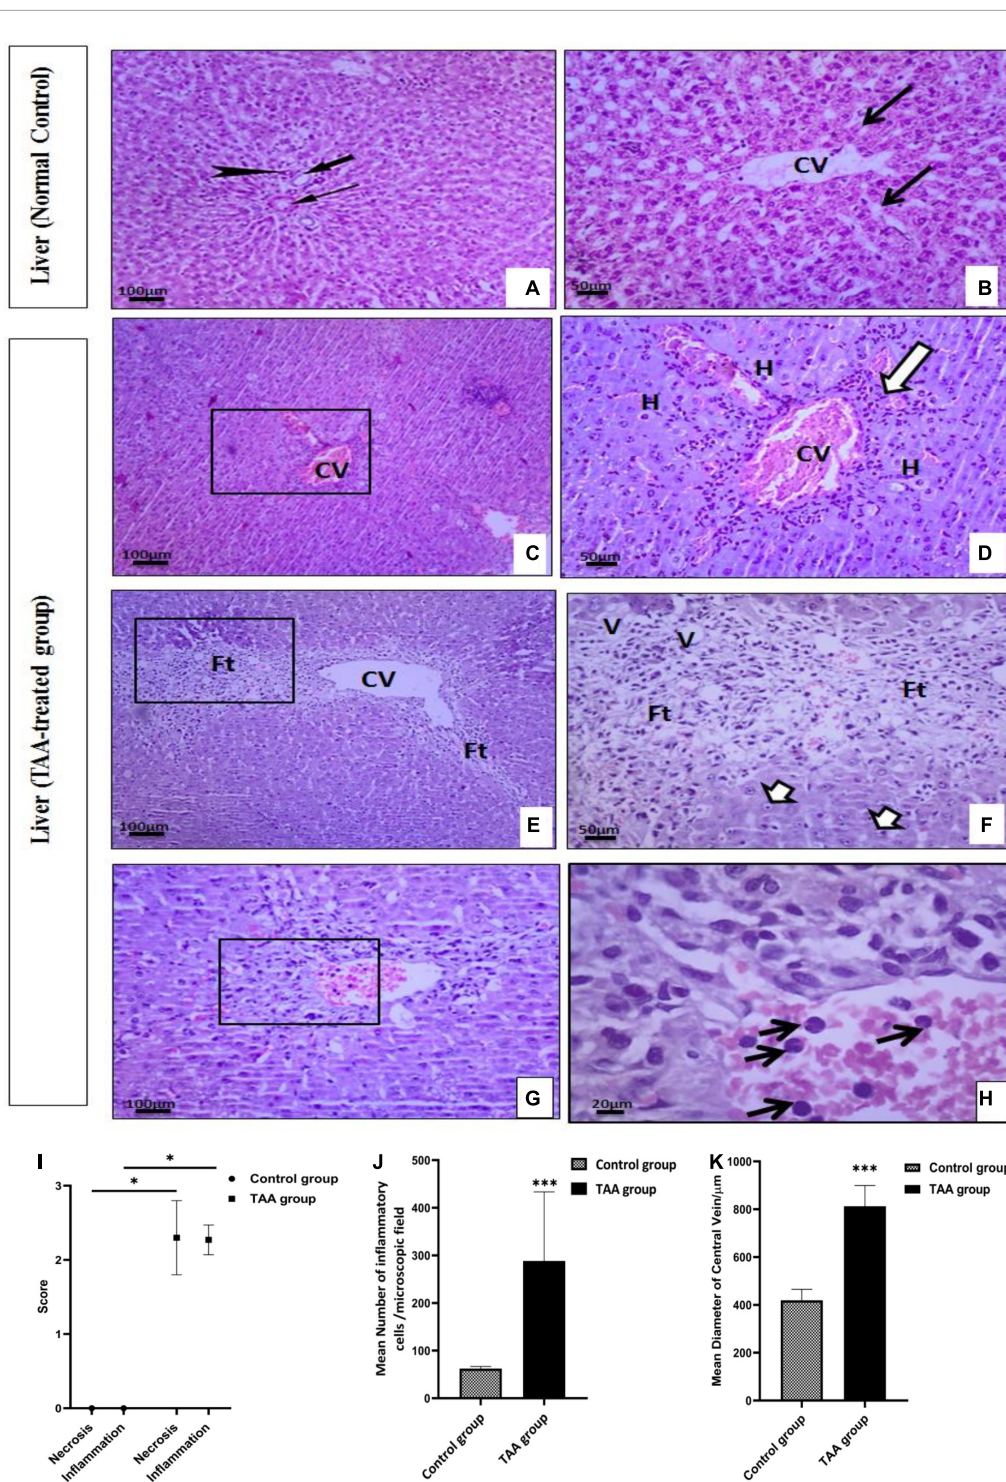 Liver (Normal Control)
100µm
A
CV
50µm
B
Liver (TAA-treated group)
CV
100µm
C
H
H
H
CV
50µm
D
Ft
CV
Ft
100µm
E
V
V
Ft
Ft
50µm
F
100µm
G
20µm
H
I
*
*
Control group
TAA group
3
2
1
0
Score
Necrosis
Inflammation
Necrosis
Inflammation
J
Control group
TAA group
***
500
400
300
200
100
0
Mean Number of inflammatory
cells /microscopic field
Control group
TAA group
K
Control group
TAA group
***
1000
800
600
400
200
0
Mean Diameter of Central Vein/µm
Control group
TAA group